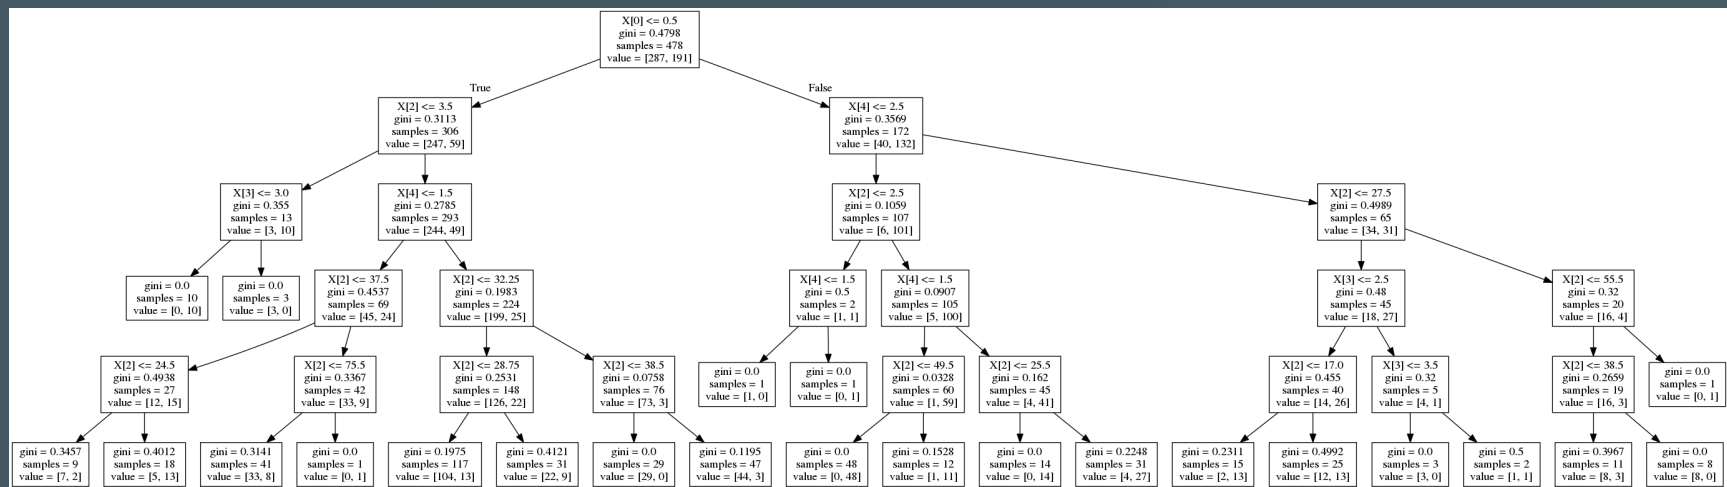 X[0] <= 0.5
gini = 0.4798
samples = 478
value = [287, 191]
True
False
X[2] <= 3.5
gini = 0.3113
samples = 306
value = [247, 59]
X[4] <= 2.5
gini = 0.3569
samples = 172
value = [40, 132]
X[3] <= 3.0
gini = 0.355
samples = 13
value = [3, 10]
X[4] <= 1.5
gini = 0.2785
samples = 293
value = [244, 49]
X[2] <= 2.5
gini = 0.1059
samples = 107
value = [6, 101]
X[2] <= 27.5
gini = 0.4989
samples = 65
value = [34, 31]
gini = 0.0
samples = 10
value = [0, 10]
gini = 0.0
samples = 3
value = [3, 0]
X[2] <= 37.5
gini = 0.4537
samples = 69
value = [45, 24]
X[2] <= 32.25
gini = 0.1983
samples = 224
value = [199, 25]
X[4] <= 1.5
gini = 0.5
samples = 2
value = [1, 1]
X[4] <= 1.5
gini = 0.0907
samples = 105
value = [5, 100]
X[3] <= 2.5
gini = 0.48
samples = 45
value = [18, 27]
X[2] <= 55.5
gini = 0.32
samples = 20
value = [16, 4]
X[2] <= 24.5
gini = 0.4938
samples = 27
value = [12, 15]
X[2] <= 75.5
gini = 0.3367
samples = 42
value = [33, 9]
X[2] <= 28.75
gini = 0.2531
samples = 148
value = [126, 22]
X[2] <= 38.5
gini = 0.0758
samples = 76
value = [73, 3]
gini = 0.0
samples = 1
value = [1, 0]
gini = 0.0
samples = 1
value = [0, 1]
X[2] <= 49.5
gini = 0.0328
samples = 60
value = [1, 59]
X[2] <= 25.5
gini = 0.162
samples = 45
value = [4, 41]
X[2] <= 17.0
gini = 0.455
samples = 40
value = [14, 26]
X[3] <= 3.5
gini = 0.32
samples = 5
value = [4, 1]
X[2] <= 38.5
gini = 0.2659
samples = 19
value = [16, 3]
gini = 0.0
samples = 1
value = [0, 1]
gini = 0.3457
samples = 9
value = [7, 2]
gini = 0.4012
samples = 18
value = [5, 13]
gini = 0.3141
samples = 41
value = [33, 8]
gini = 0.0
samples = 1
value = [0, 1]
gini = 0.1975
samples = 117
value = [104, 13]
gini = 0.4121
samples = 31
value = [22, 9]
gini = 0.0
samples = 29
value = [29, 0]
gini = 0.1195
samples = 47
value = [44, 3]
gini = 0.0
samples = 48
value = [0, 48]
gini = 0.1528
samples = 12
value = [1, 11]
gini = 0.0
samples = 14
value = [0, 14]
gini = 0.2248
samples = 31
value = [4, 27]
gini = 0.2311
samples = 15
value = [2, 13]
gini = 0.4992
samples = 25
value = [12, 13]
gini = 0.0
samples = 3
value = [3, 0]
gini = 0.5
samples = 2
value = [1, 1]
gini = 0.3967
samples = 11
value = [8, 3]
gini = 0.0
samples = 8
value = [8, 0]